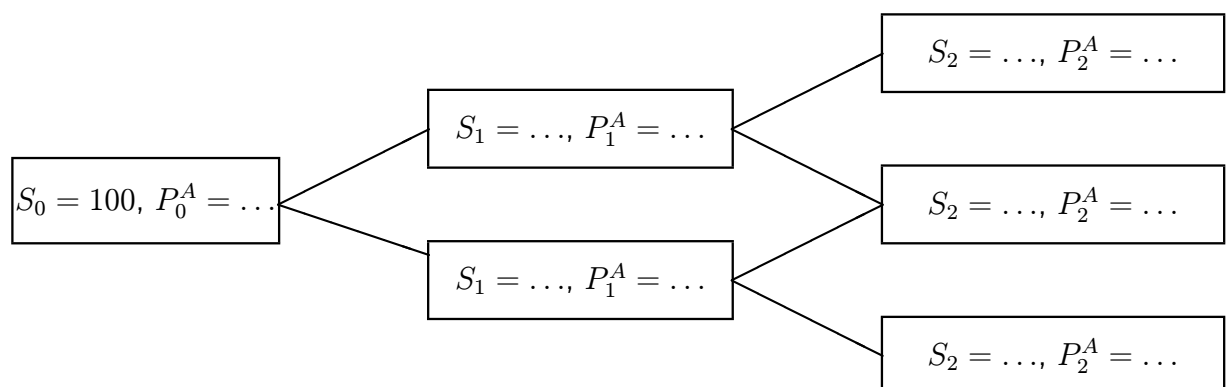 S_2 = …, P_2^A = …
S_1 = …, P_1^A = …
S_0 = 100, P_0^A = …
S_2 = …, P_2^A = …
S_1 = …, P_1^A = …
S_2 = …, P_2^A = …